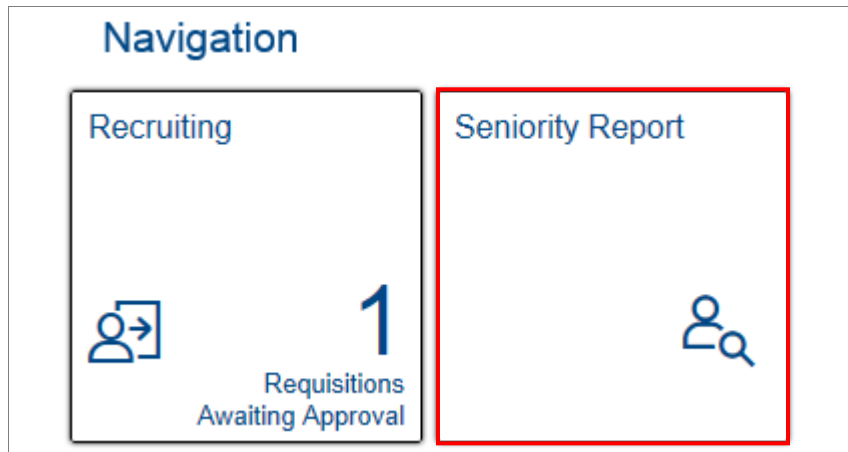 Navigation
Recruiting
Seniority Report
1
Requisitions
Awaiting Approval